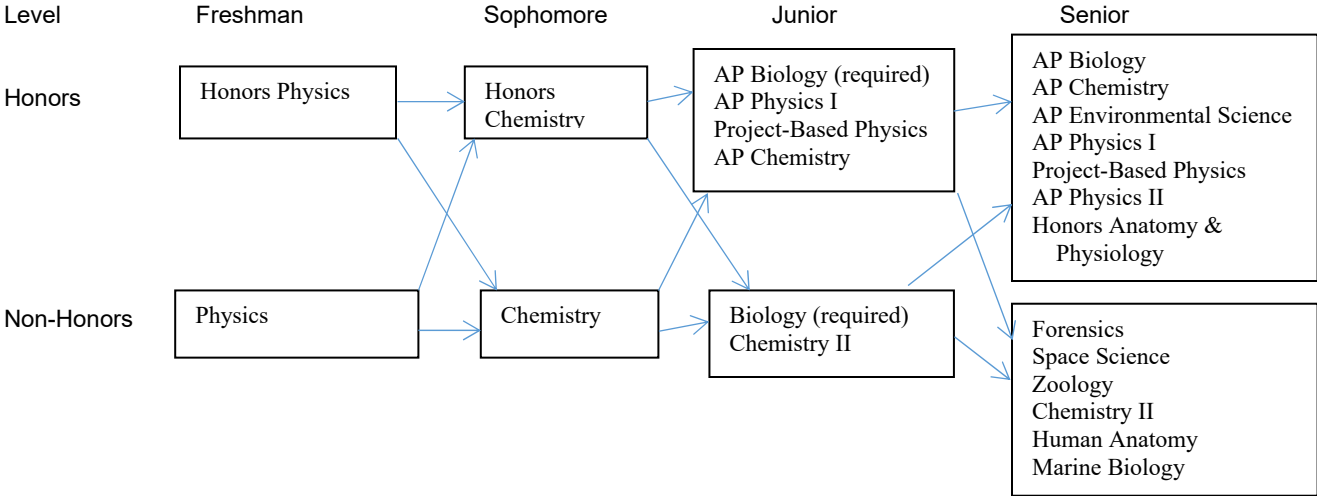 Level Freshman Sophomore Junior Senior
Honors
Honors Physics
Honors
Chemistry
AP Biology (required)
AP Physics I
Project-Based Physics
AP Chemistry
AP Biology
AP Chemistry
AP Environmental Science
AP Physics I
Project-Based Physics
AP Physics II
Honors Anatomy &
Physiology
Non-Honors
Physics
Chemistry
Biology (required)
Chemistry II
Forensics
Space Science
Zoology
Chemistry II
Human Anatomy
Marine Biology